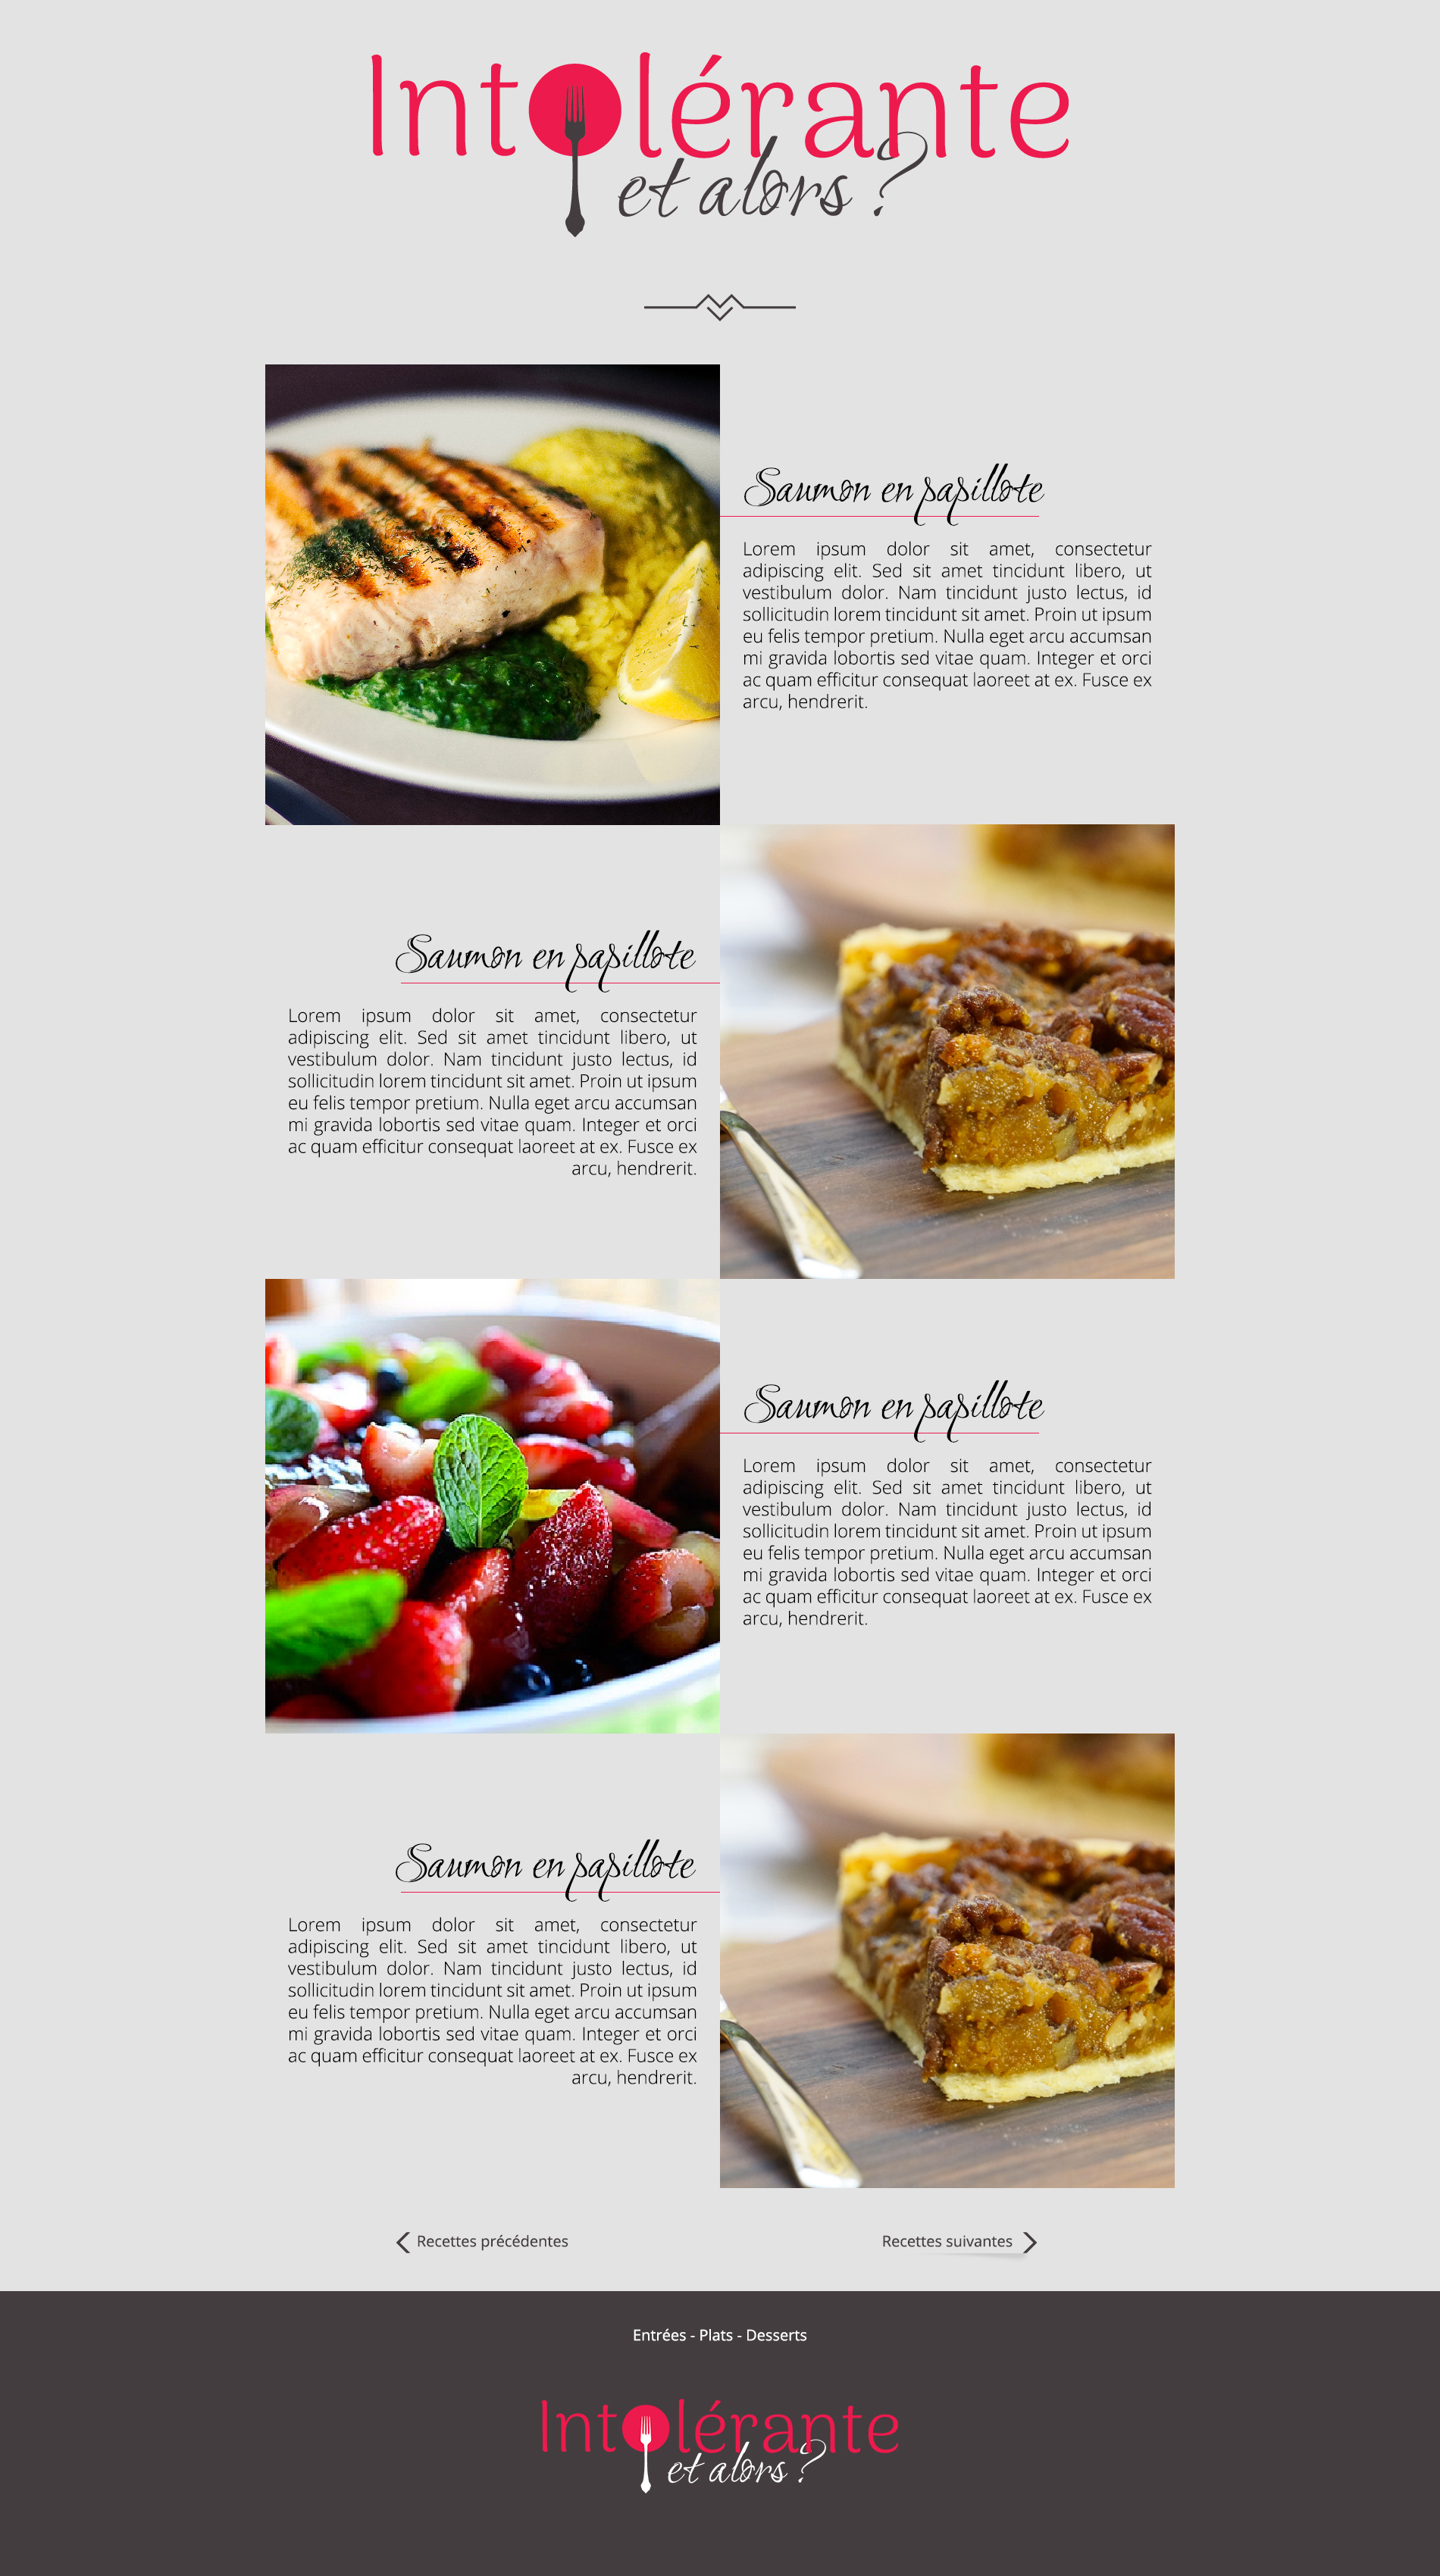 Intolérante
et alors ?
Saumon en papillote
Lorem ipsum dolor sit amet, consectetur
adipiscing elit. Sed sit amet tincidunt libero, ut
vestibulum dolor. Nam tincidunt justo lectus, id
sollicitudin lorem tincidunt sit amet. Proin ut ipsum
eu felis tempor pretium. Nulla eget arcu accumsan
mi gravida lobortis sed vitae quam. Integer et orci
ac quam efficitur consequat laoreet at ex. Fusce ex
arcu, hendrerit.
Saumon en papillote
Lorem ipsum dolor sit amet, consectetur
adipiscing elit. Sed sit amet tincidunt libero, ut
vestibulum dolor. Nam tincidunt justo lectus, id
sollicitudin lorem tincidunt sit amet. Proin ut ipsum
eu felis tempor pretium. Nulla eget arcu accumsan
mi gravida lobortis sed vitae quam. Integer et orci
ac quam efficitur consequat laoreet at ex. Fusce ex
arcu, hendrerit.
Saumon en papillote
Lorem ipsum dolor sit amet, consectetur
adipiscing elit. Sed sit amet tincidunt libero, ut
vestibulum dolor. Nam tincidunt justo lectus, id
sollicitudin lorem tincidunt sit amet. Proin ut ipsum
eu felis tempor pretium. Nulla eget arcu accumsan
mi gravida lobortis sed vitae quam. Integer et orci
ac quam efficitur consequat laoreet at ex. Fusce ex
arcu, hendrerit.
Saumon en papillote
Lorem ipsum dolor sit amet, consectetur
adipiscing elit. Sed sit amet tincidunt libero, ut
vestibulum dolor. Nam tincidunt justo lectus, id
sollicitudin lorem tincidunt sit amet. Proin ut ipsum
eu felis tempor pretium. Nulla eget arcu accumsan
mi gravida lobortis sed vitae quam. Integer et orci
ac quam efficitur consequat laoreet at ex. Fusce ex
arcu, hendrerit.
Recettes précédentes
Recettes suivantes
Entrées - Plats - Desserts
Intolérante
et alors ?